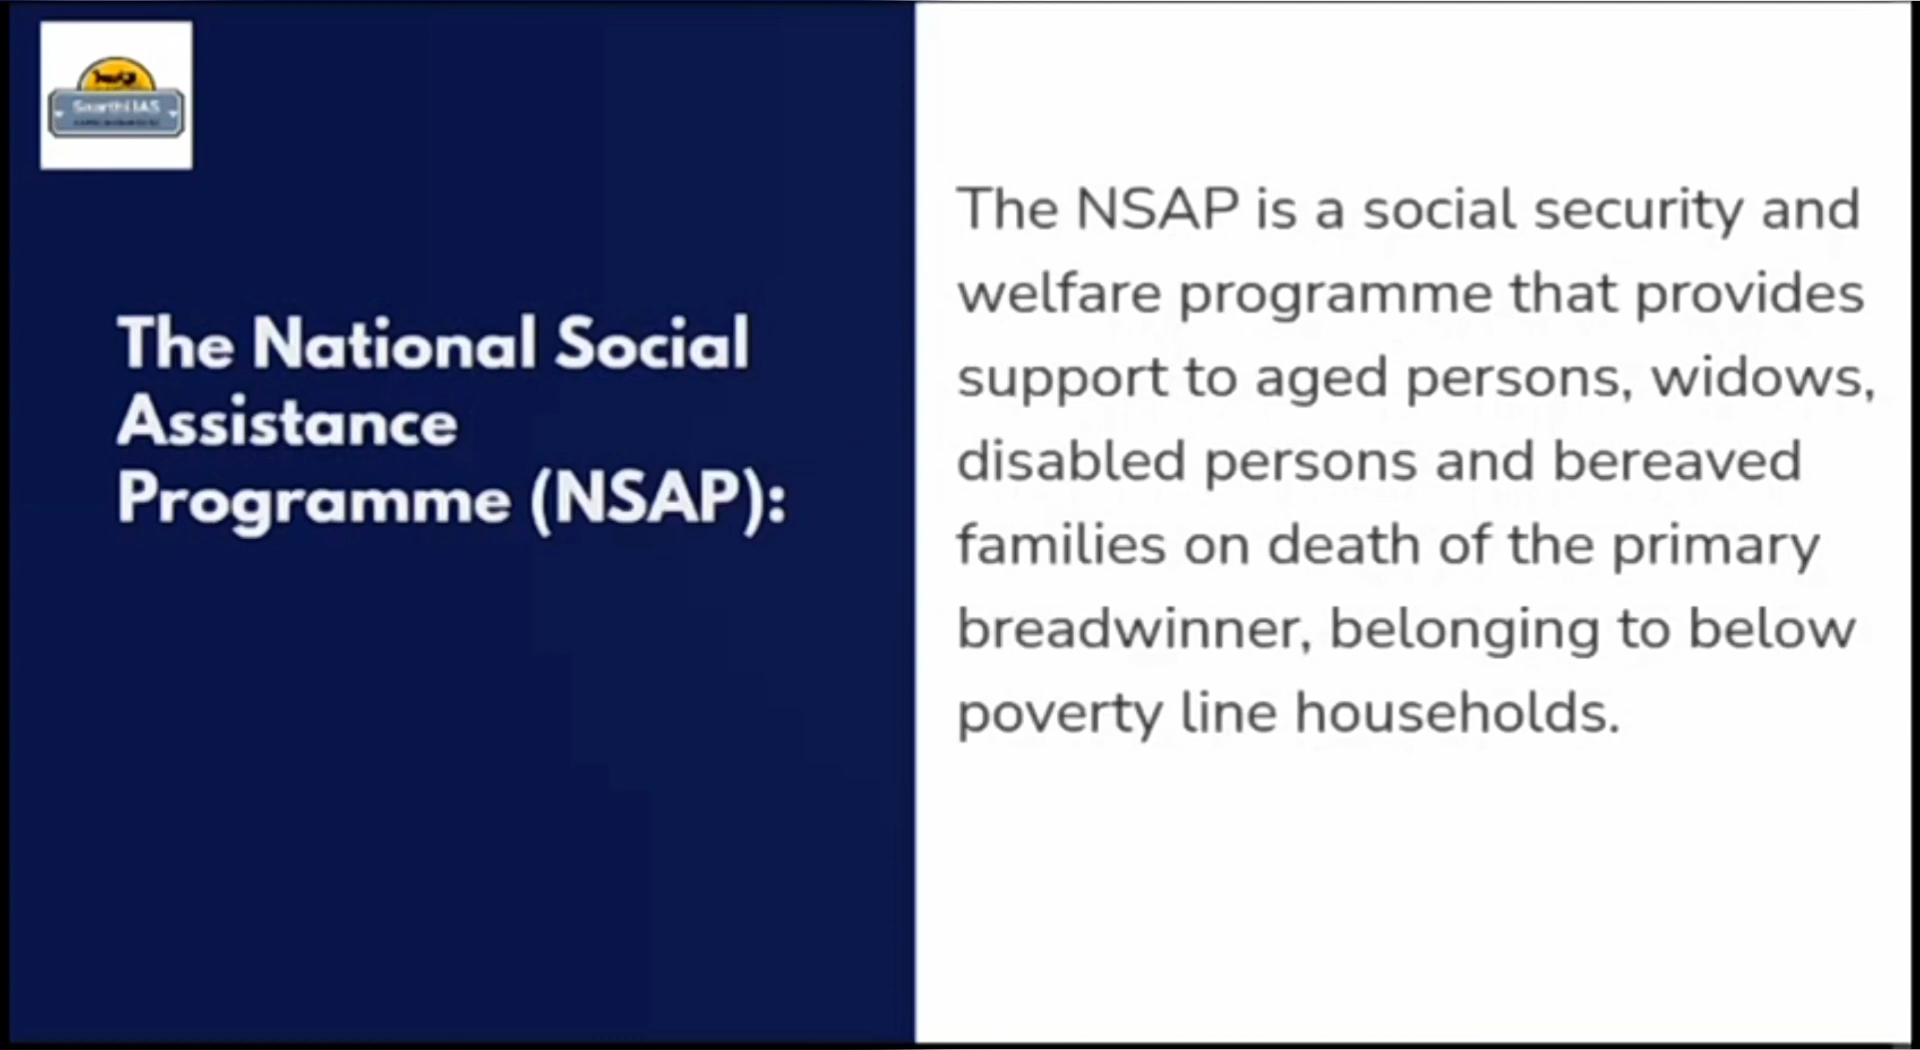 Saarthi IAS
The National Social
Assistance
Programme (NSAP):
The NSAP is a social security and
welfare programme that provides
support to aged persons, widows,
disabled persons and bereaved
families on death of the primary
breadwinner, belonging to below
poverty line households.